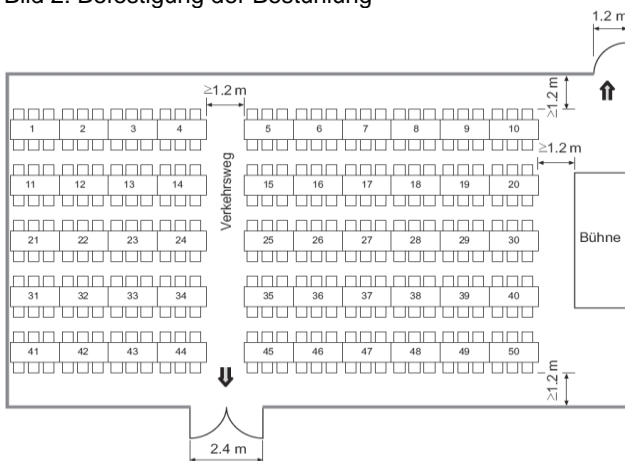 Bild 2: Befestigung der Bestuhlung
1.2 m
≥1.2 m
≥1.2 m
1 2 3 4 5 6 7 8 9 10
≥1.2 m
11 12 13 14 15 16 17 18 19 20
Verkehrsweg
21 22 23 24 25 26 27 28 29 30
Bühne
31 32 33 34 35 36 37 38 39 40
41 42 43 44 45 46 47 48 49 50
≥1.2 m
2.4 m